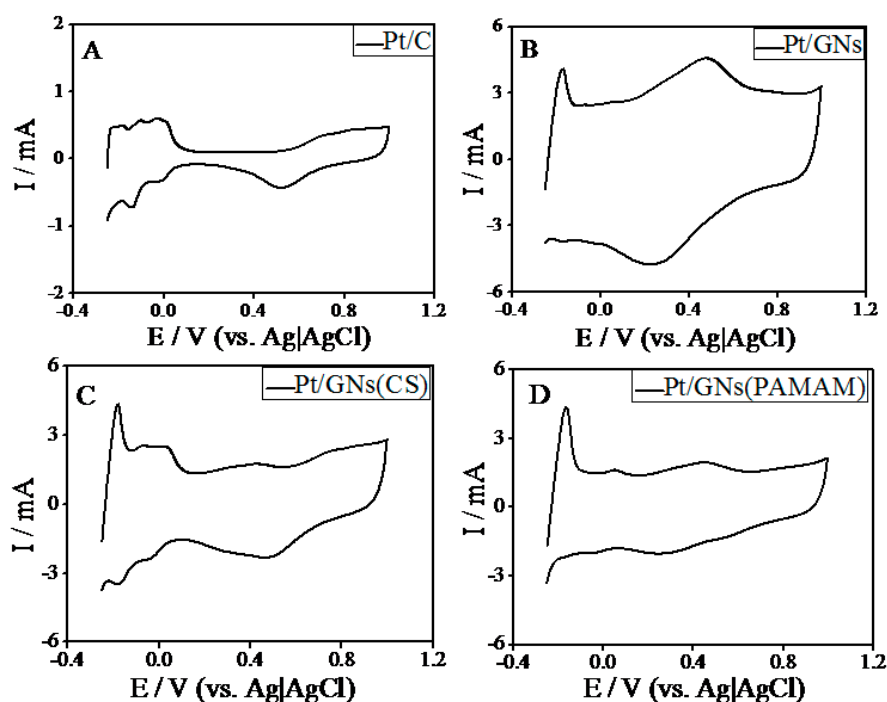 A
Pt/C
I / mA
2
1
0
-1
-2
-0.4
0.0
0.4
0.8
1.2
E / V (vs. Ag|AgCl)
B
Pt/GNs
I / mA
6
3
0
-3
-6
-0.4
0.0
0.4
0.8
1.2
E / V (vs. Ag|AgCl)
C
Pt/GNs(CS)
I / mA
6
3
0
-3
-6
-0.4
0.0
0.4
0.8
1.2
E / V (vs. Ag|AgCl)
D
Pt/GNs(PAMAM)
I / mA
6
3
0
-3
-6
-0.4
0.0
0.4
0.8
1.2
E / V (vs. Ag|AgCl)